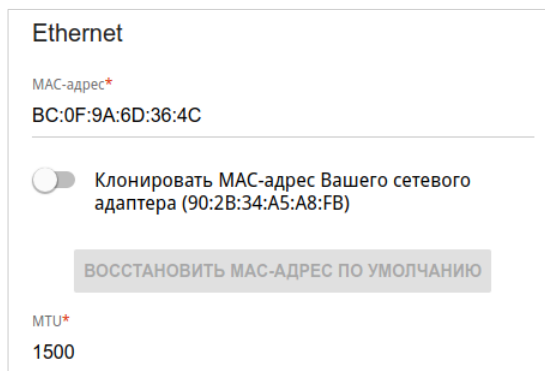 Ethernet
MAC-адрес*
BC:0F:9A:6D:36:4C
Клонировать MAC-адрес Вашего сетевого
адаптера (90:2B:34:A5:A8:FB)
ВОССТАНОВИТЬ MAC-АДРЕС ПО УМОЛЧАНИЮ
MTU*
1500